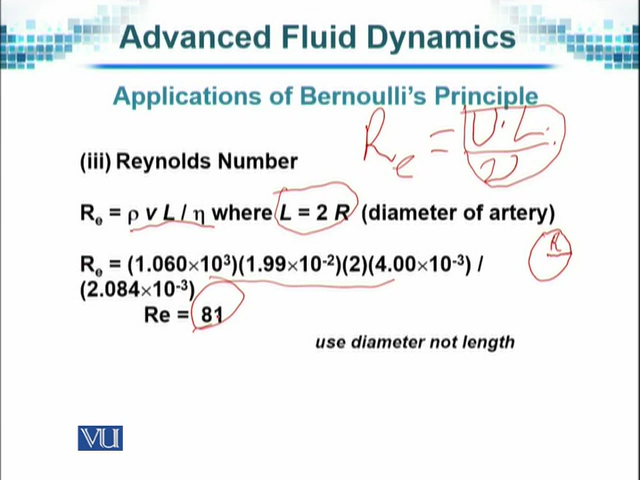 Advanced Fluid Dynamics
Applications of Bernoulli's Principle
Re = U.L. / ν
(iii) Reynolds Number
Re = ρ v L / η where L = 2 R (diameter of artery)
R
Re = (1.060×10³)(1.99×10⁻²)(2)(4.00×10⁻³) /
(2.084×10⁻³)
Re = 81
use diameter not length
VU